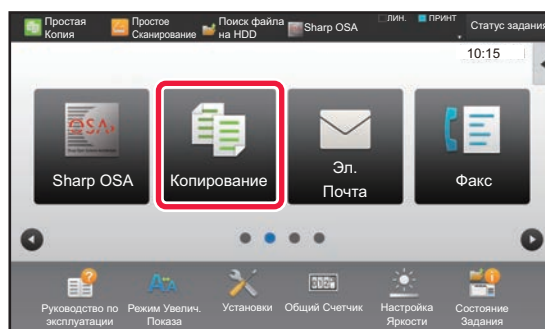 Простая Копия
Простое Сканирование
Поиск файла на HDD
Sharp OSA
ЛИН.
ПРИНТ
Статус задания
10:15
OSA
Sharp OSA
Копирование
Эл. Почта
Факс
Руководство по эксплуатации
Режим Увелич. Показа
Установки
Общий Счетчик
Настройка Яркости
Состояние Задания